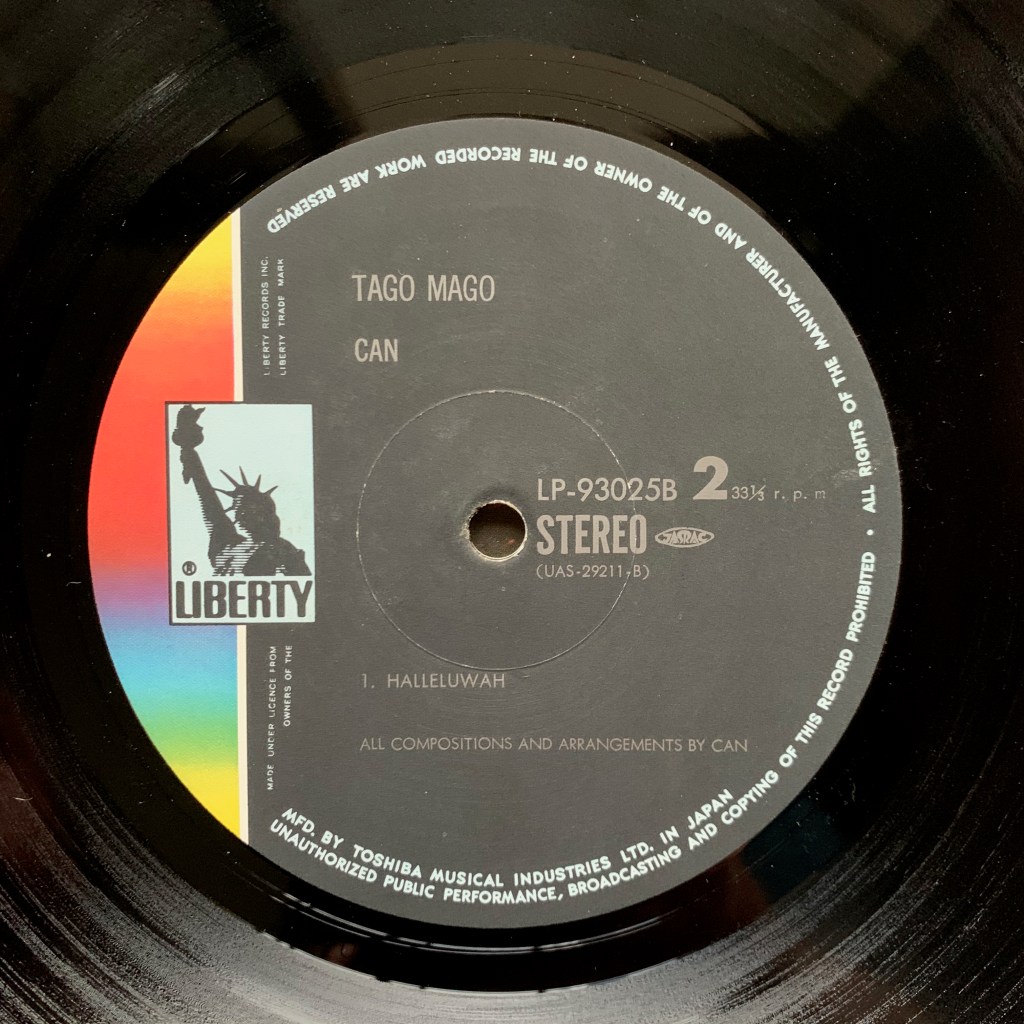 TAGO MAGO
CAN
LP-93025B 2 33⅓ r. p. m
STEREO JASRAC
(UAS-29211-B)
1. HALLELUWAH
ALL COMPOSITIONS AND ARRANGEMENTS BY CAN
LIBERTY RECORDS INC.
LIBERTY TRADE MARK
® LIBERTY
MADE UNDER LICENCE FROM
OWNERS OF THE
MFD. BY TOSHIBA MUSICAL INDUSTRIES LTD. IN JAPAN
UNAUTHORIZED PUBLIC PERFORMANCE, BROADCASTING AND COPYING OF THIS RECORD PROHIBITED • ALL RIGHTS OF THE MANUFACTURER AND OF THE OWNER OF THE RECORDED WORK ARE RESERVED